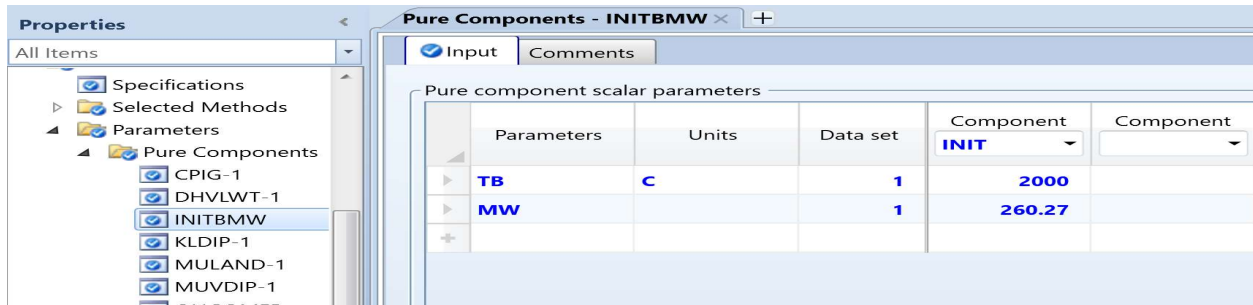 Properties
All Items
Specifications
Selected Methods
Parameters
Pure Components
CPIG-1
DHVLWT-1
INITBMW
KLDIP-1
MULAND-1
MUVDIP-1
Pure Components - INITBMW × +
Input Comments
Pure component scalar parameters
Parameters Units Data set Component Component
INIT
TB C 1 2000
MW 1 260.27